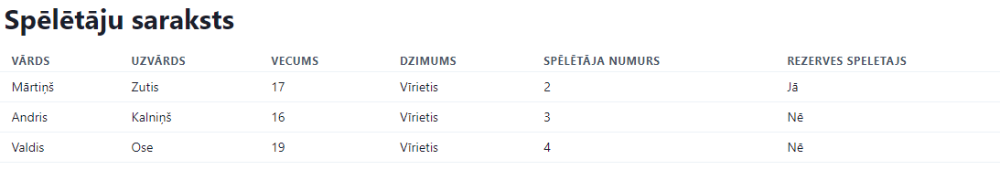 Spēlētāju saraksts
VĀRDS UZVĀRDS VECUMS DZIMUMS SPĒLĒTĀJA NUMURS REZERVES SPELETAJS
Mārtiņš Zutis 17 Vīrietis 2 Jā
Andris Kalniņš 16 Vīrietis 3 Nē
Valdis Ose 19 Vīrietis 4 Nē